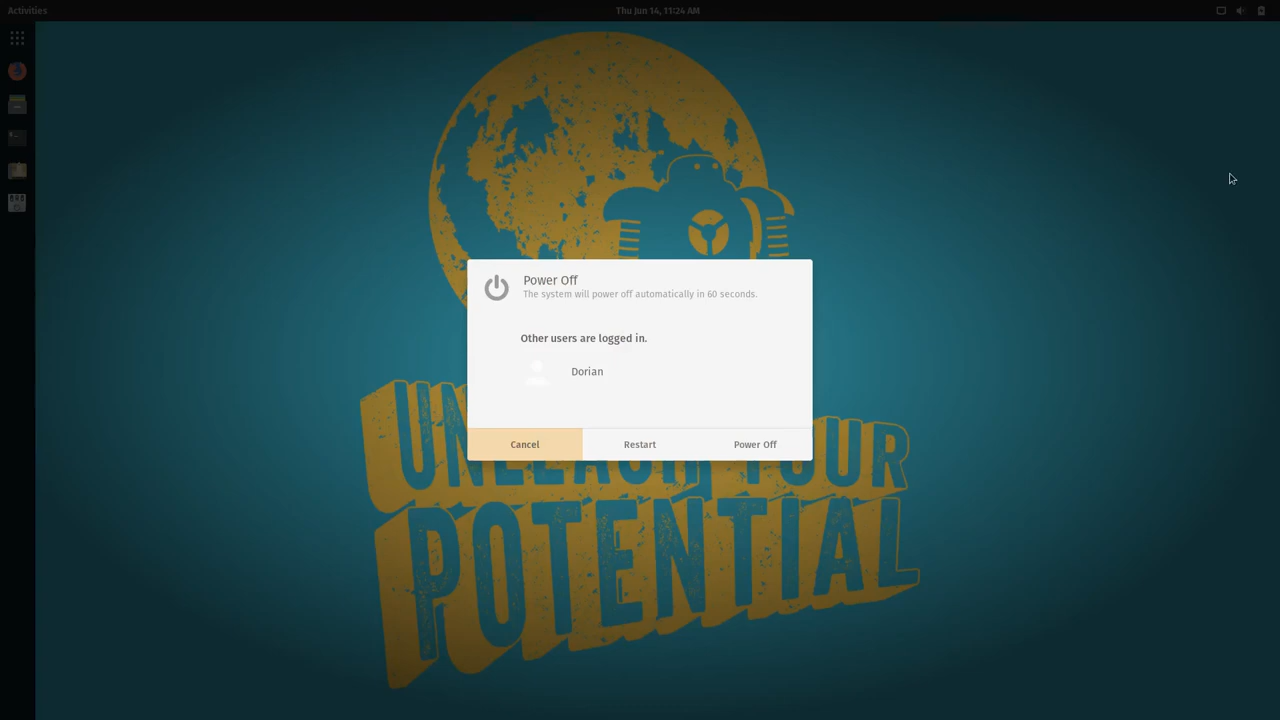 Activities
Thu Jun 14, 11:24 AM
Power Off
The system will power off automatically in 60 seconds.
Other users are logged in.
Dorian
Cancel
Restart
Power Off
UNLEASH YOUR
POTENTIAL